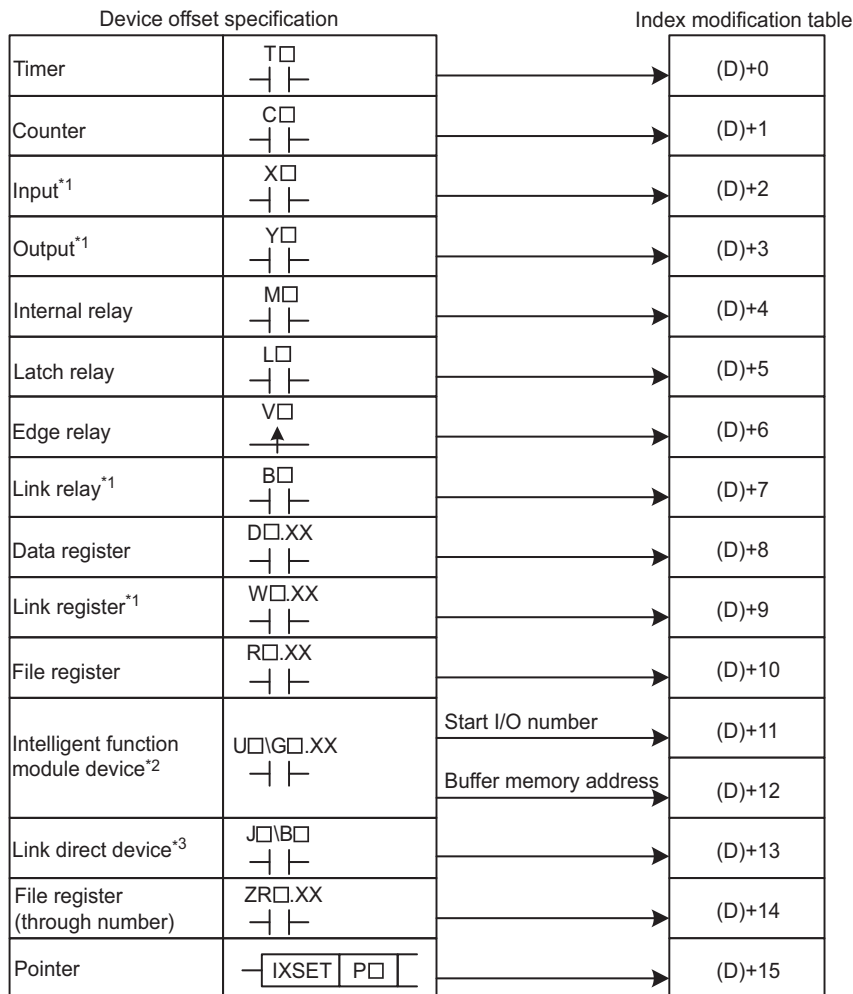 Device offset specification
Index modification table
Timer
T□
(D)+0
Counter
C□
(D)+1
Input*1
X□
(D)+2
Output*1
Y□
(D)+3
Internal relay
M□
(D)+4
Latch relay
L□
(D)+5
Edge relay
V□
(D)+6
Link relay*1
B□
(D)+7
Data register
D□.XX
(D)+8
Link register*1
W□.XX
(D)+9
File register
R□.XX
(D)+10
Intelligent function
module device*2
U□\G□.XX
Start I/O number
(D)+11
Buffer memory address
(D)+12
Link direct device*3
J□\B□
(D)+13
File register
(through number)
ZR□.XX
(D)+14
Pointer
IXSET P□
(D)+15